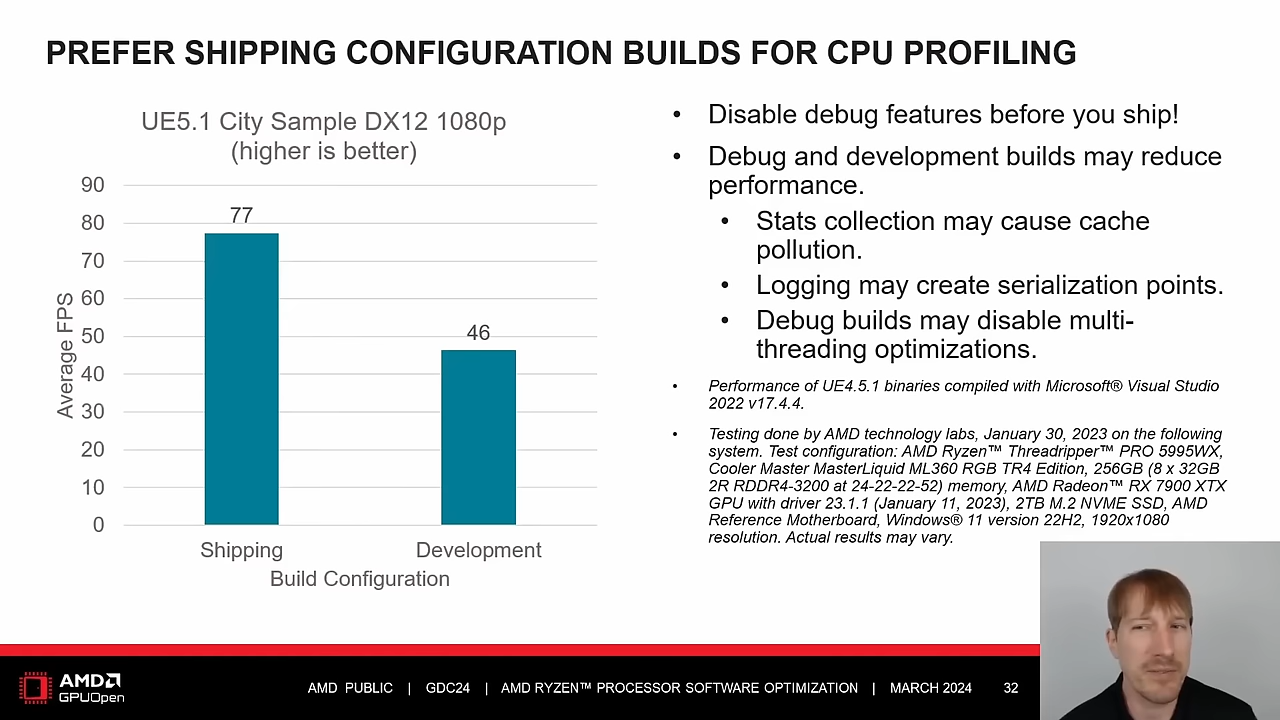 PREFER SHIPPING CONFIGURATION BUILDS FOR CPU PROFILING
UE5.1 City Sample DX12 1080p
(higher is better)
90
80
70
60
50
40
30
20
10
0
Average FPS
77
46
Shipping
Development
Build Configuration
• Disable debug features before you ship!
• Debug and development builds may reduce
performance.
• Stats collection may cause cache
pollution.
• Logging may create serialization points.
• Debug builds may disable multi-
threading optimizations.
• Performance of UE4.5.1 binaries compiled with Microsoft® Visual Studio
2022 v17.4.4.
• Testing done by AMD technology labs, January 30, 2023 on the following
system. Test configuration: AMD Ryzen™ Threadripper™ PRO 5995WX,
Cooler Master MasterLiquid ML360 RGB TR4 Edition, 256GB (8 x 32GB
2R RDDR4-3200 at 24-22-22-52) memory, AMD Radeon™ RX 7900 XTX
GPU with driver 23.1.1 (January 11, 2023), 2TB M.2 NVME SSD, AMD
Reference Motherboard, Windows® 11 version 22H2, 1920x1080
resolution. Actual results may vary.
AMD
GPUOpen
AMD PUBLIC | GDC24 | AMD RYZEN™ PROCESSOR SOFTWARE OPTIMIZATION | MARCH 2024 32